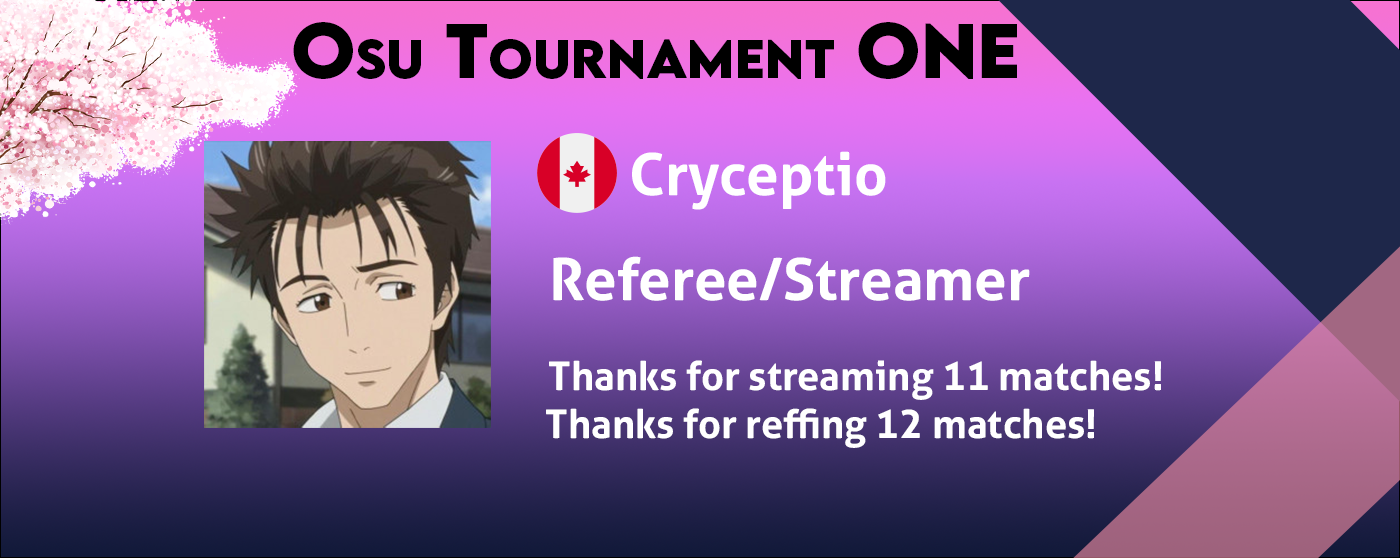 Osu Tournament ONE
Cryceptio
Referee/Streamer
Thanks for streaming 11 matches!
Thanks for reffing 12 matches!